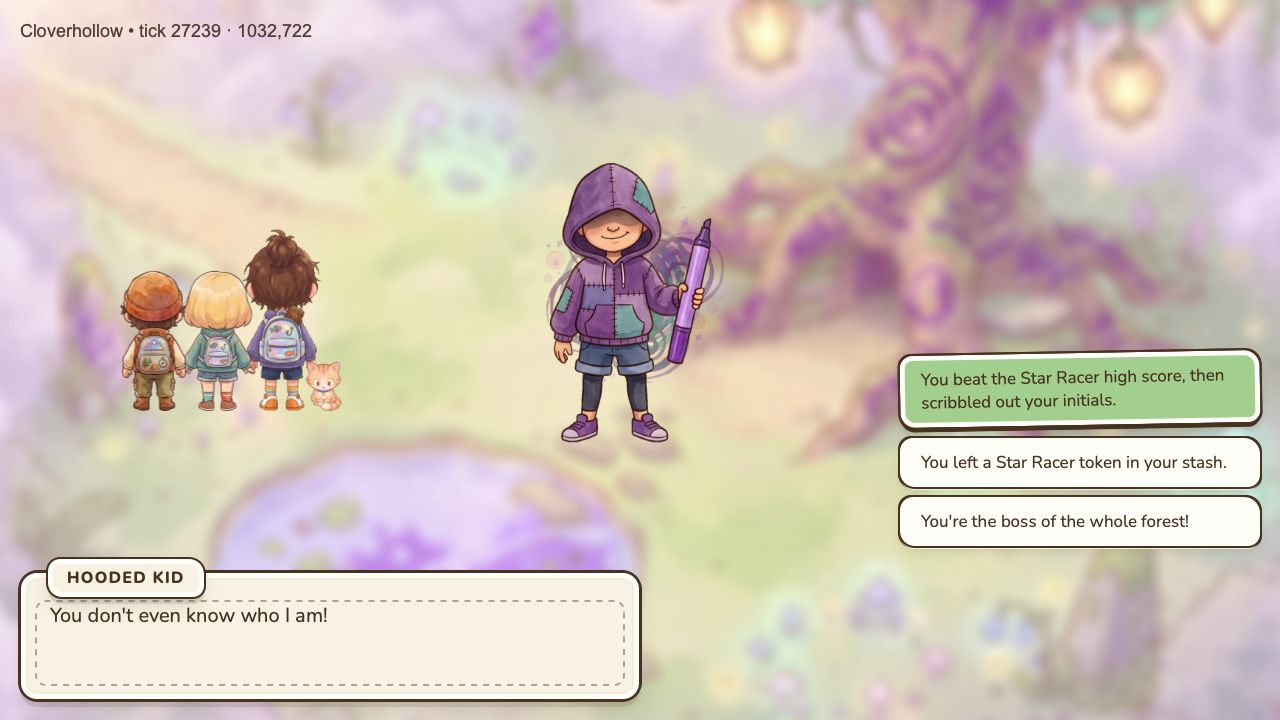 Cloverhollow • tick 27239 · 1032,722
You beat the Star Racer high score, then
scribbled out your initials.
You left a Star Racer token in your stash.
You're the boss of the whole forest!
HOODED KID
You don't even know who I am!